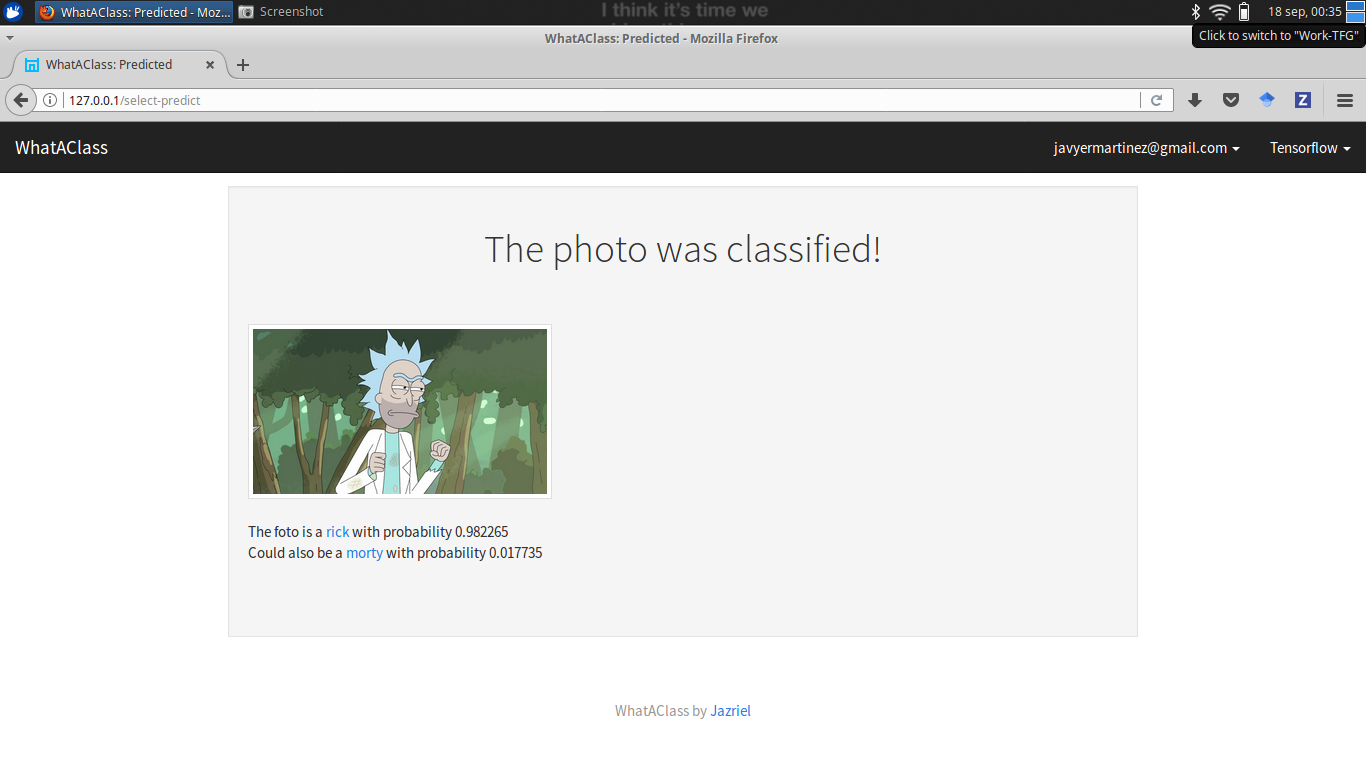 WhatAClass: Predicted - Moz...
Screenshot
I think it's time we
18 sep, 00:35
WhatAClass: Predicted - Mozilla Firefox
Click to switch to "Work-TFG"
WhatAClass: Predicted
127.0.0.1/select-predict
Z
WhatAClass
javyermartinez@gmail.com
Tensorflow
The photo was classified!
The foto is a rick with probability 0.982265
Could also be a morty with probability 0.017735
WhatAClass by Jazriel